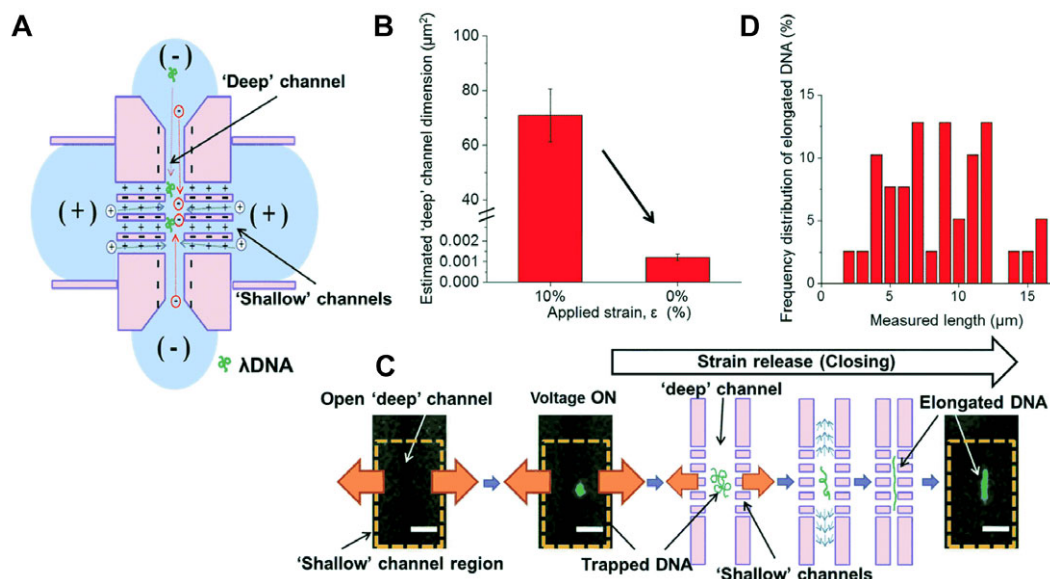 A
(-)
'Deep' channel
(+)
(+)
'Shallow' channels
(-)
λDNA
B
Estimated 'deep' channel dimension (µm²)
100
80
60
40
0.002
0.001
0.000
10%
0%
Applied strain, ε (%)
D
Frequency distribution of elongated DNA (%)
15
10
5
0
0
5
10
15
Measured length (µm)
C
Strain release (Closing)
Open 'deep' channel
Voltage ON
'deep' channel
Elongated DNA
'Shallow' channel region
Trapped DNA
'Shallow' channels